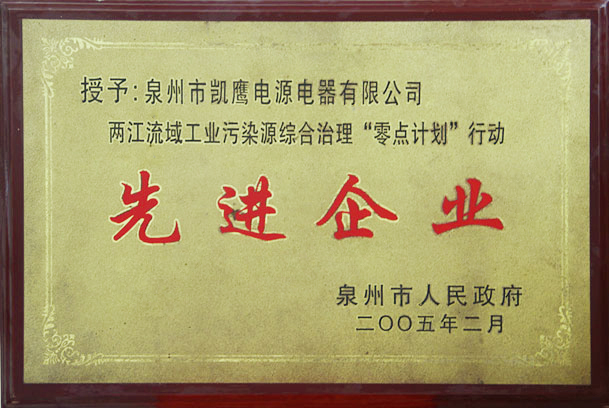 授予:泉州市凯鹰电源电器有限公司
两江流域工业污染源综合治理“零点计划”行动
先进企业
泉州市人民政府
二〇〇五年二月